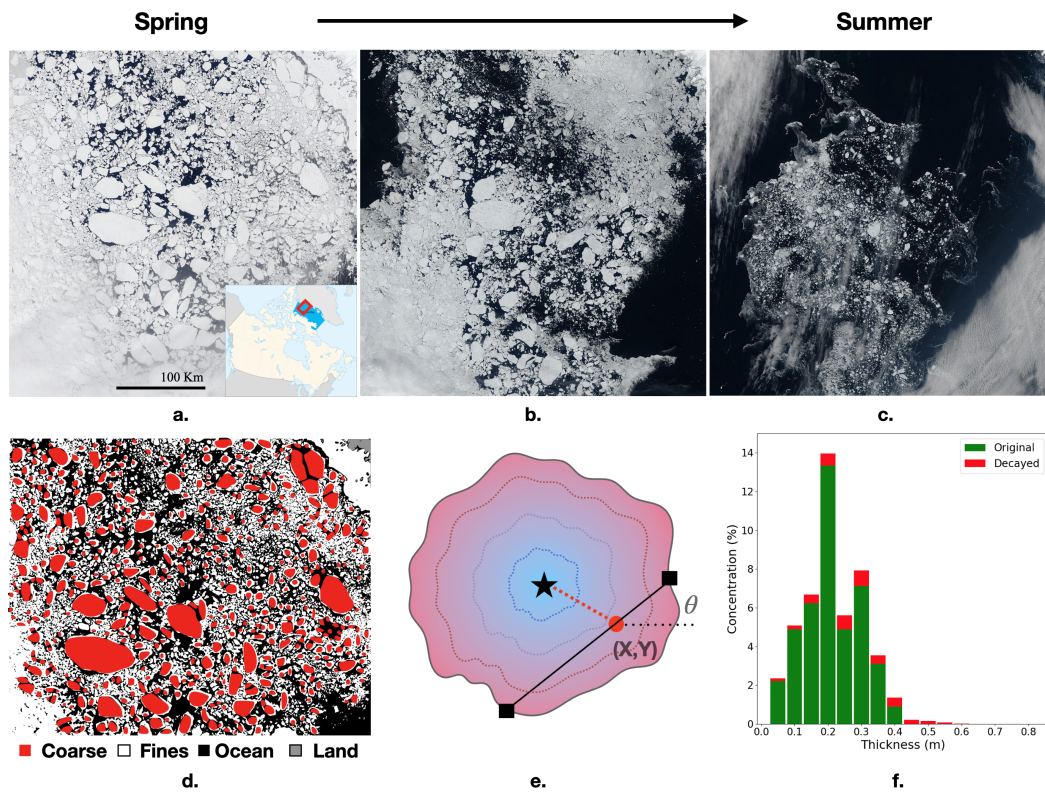 Spring
Summer
100 Km
a.
b.
c.
Coarse Fines Ocean Land
d.
θ
(X,Y)
e.
Original
Decayed
Concentration (%)
14
12
10
8
6
4
2
0
0.0 0.1 0.2 0.3 0.4 0.5 0.6 0.7 0.8
Thickness (m)
f.